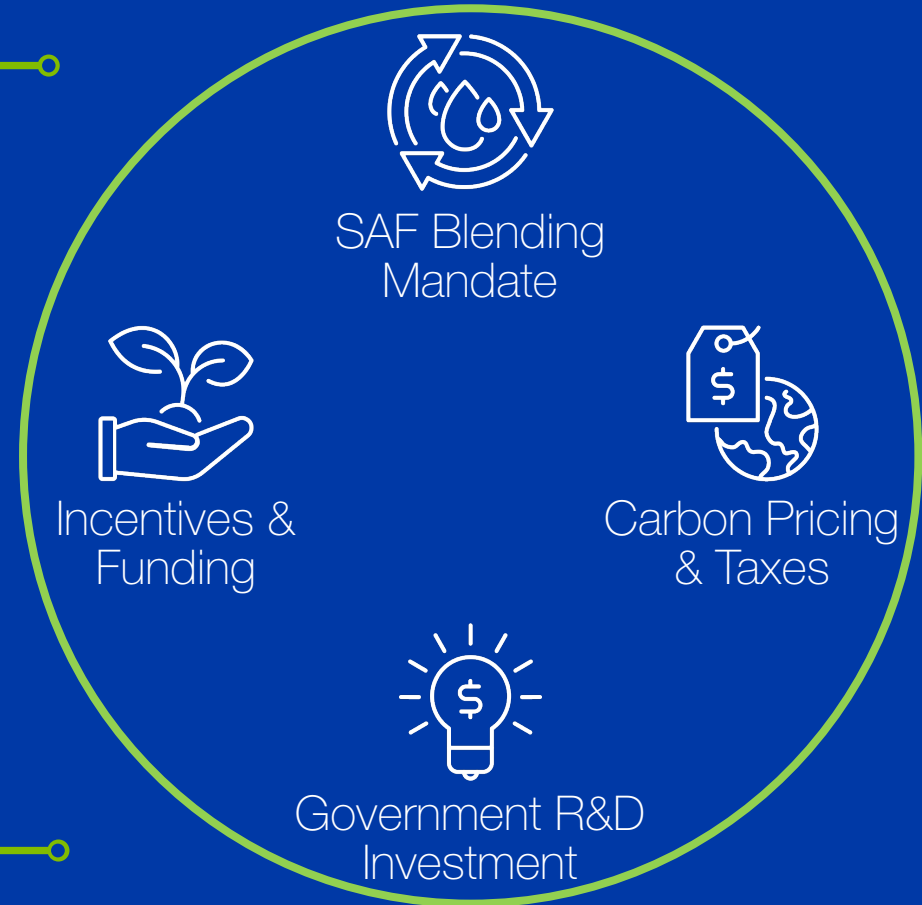 SAF Blending
Mandate
Incentives &
Funding
$
Carbon Pricing
& Taxes
$
Government R&D
Investment